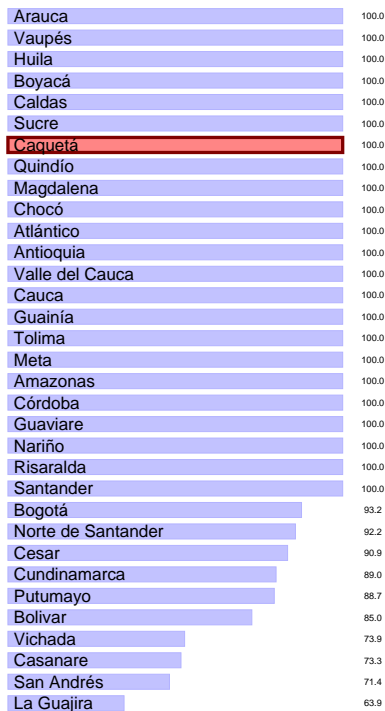 Arauca 100.0
Vaupés 100.0
Huila 100.0
Boyacá 100.0
Caldas 100.0
Sucre 100.0
Caquetá 100.0
Quindío 100.0
Magdalena 100.0
Chocó 100.0
Atlántico 100.0
Antioquia 100.0
Valle del Cauca 100.0
Cauca 100.0
Guainía 100.0
Tolima 100.0
Meta 100.0
Amazonas 100.0
Córdoba 100.0
Guaviare 100.0
Nariño 100.0
Risaralda 100.0
Santander 100.0
Bogotá 93.2
Norte de Santander 92.2
Cesar 90.9
Cundinamarca 89.0
Putumayo 88.7
Bolivar 85.0
Vichada 73.9
Casanare 73.3
San Andrés 71.4
La Guajira 63.9